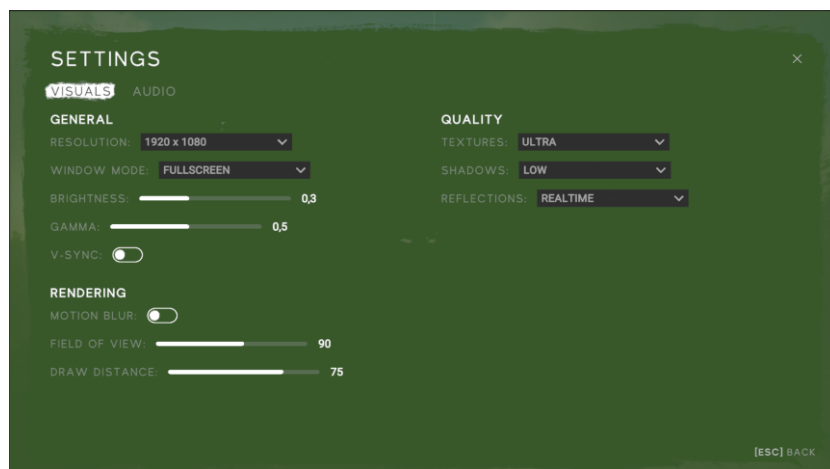 SETTINGS
×
VISUALS AUDIO
GENERAL
RESOLUTION: 1920 x 1080
WINDOW MODE: FULLSCREEN
BRIGHTNESS: 0,3
GAMMA: 0,5
V-SYNC:
RENDERING
MOTION BLUR:
FIELD OF VIEW: 90
DRAW DISTANCE: 75
QUALITY
TEXTURES: ULTRA
SHADOWS: LOW
REFLECTIONS: REALTIME
[ESC] BACK